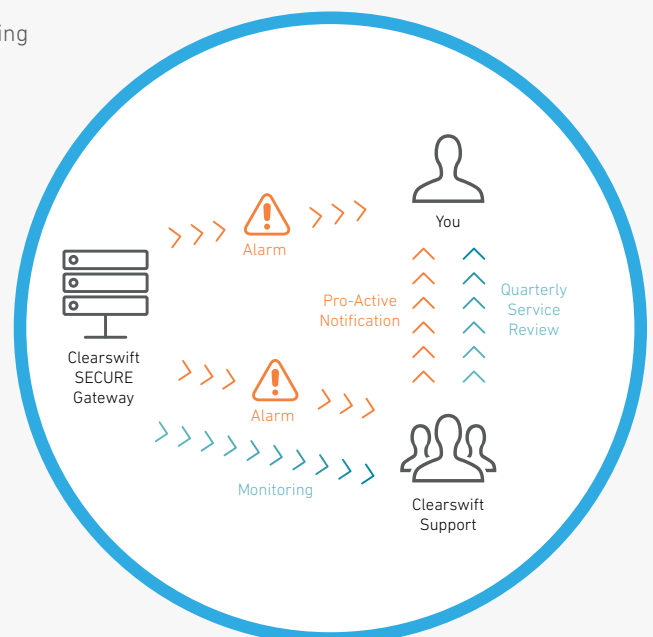 ing
You
Alarm
Pro-Active
Notification
Quarterly
Service
Review
Clearswift
SECURE
Gateway
Alarm
Monitoring
Clearswift
Support